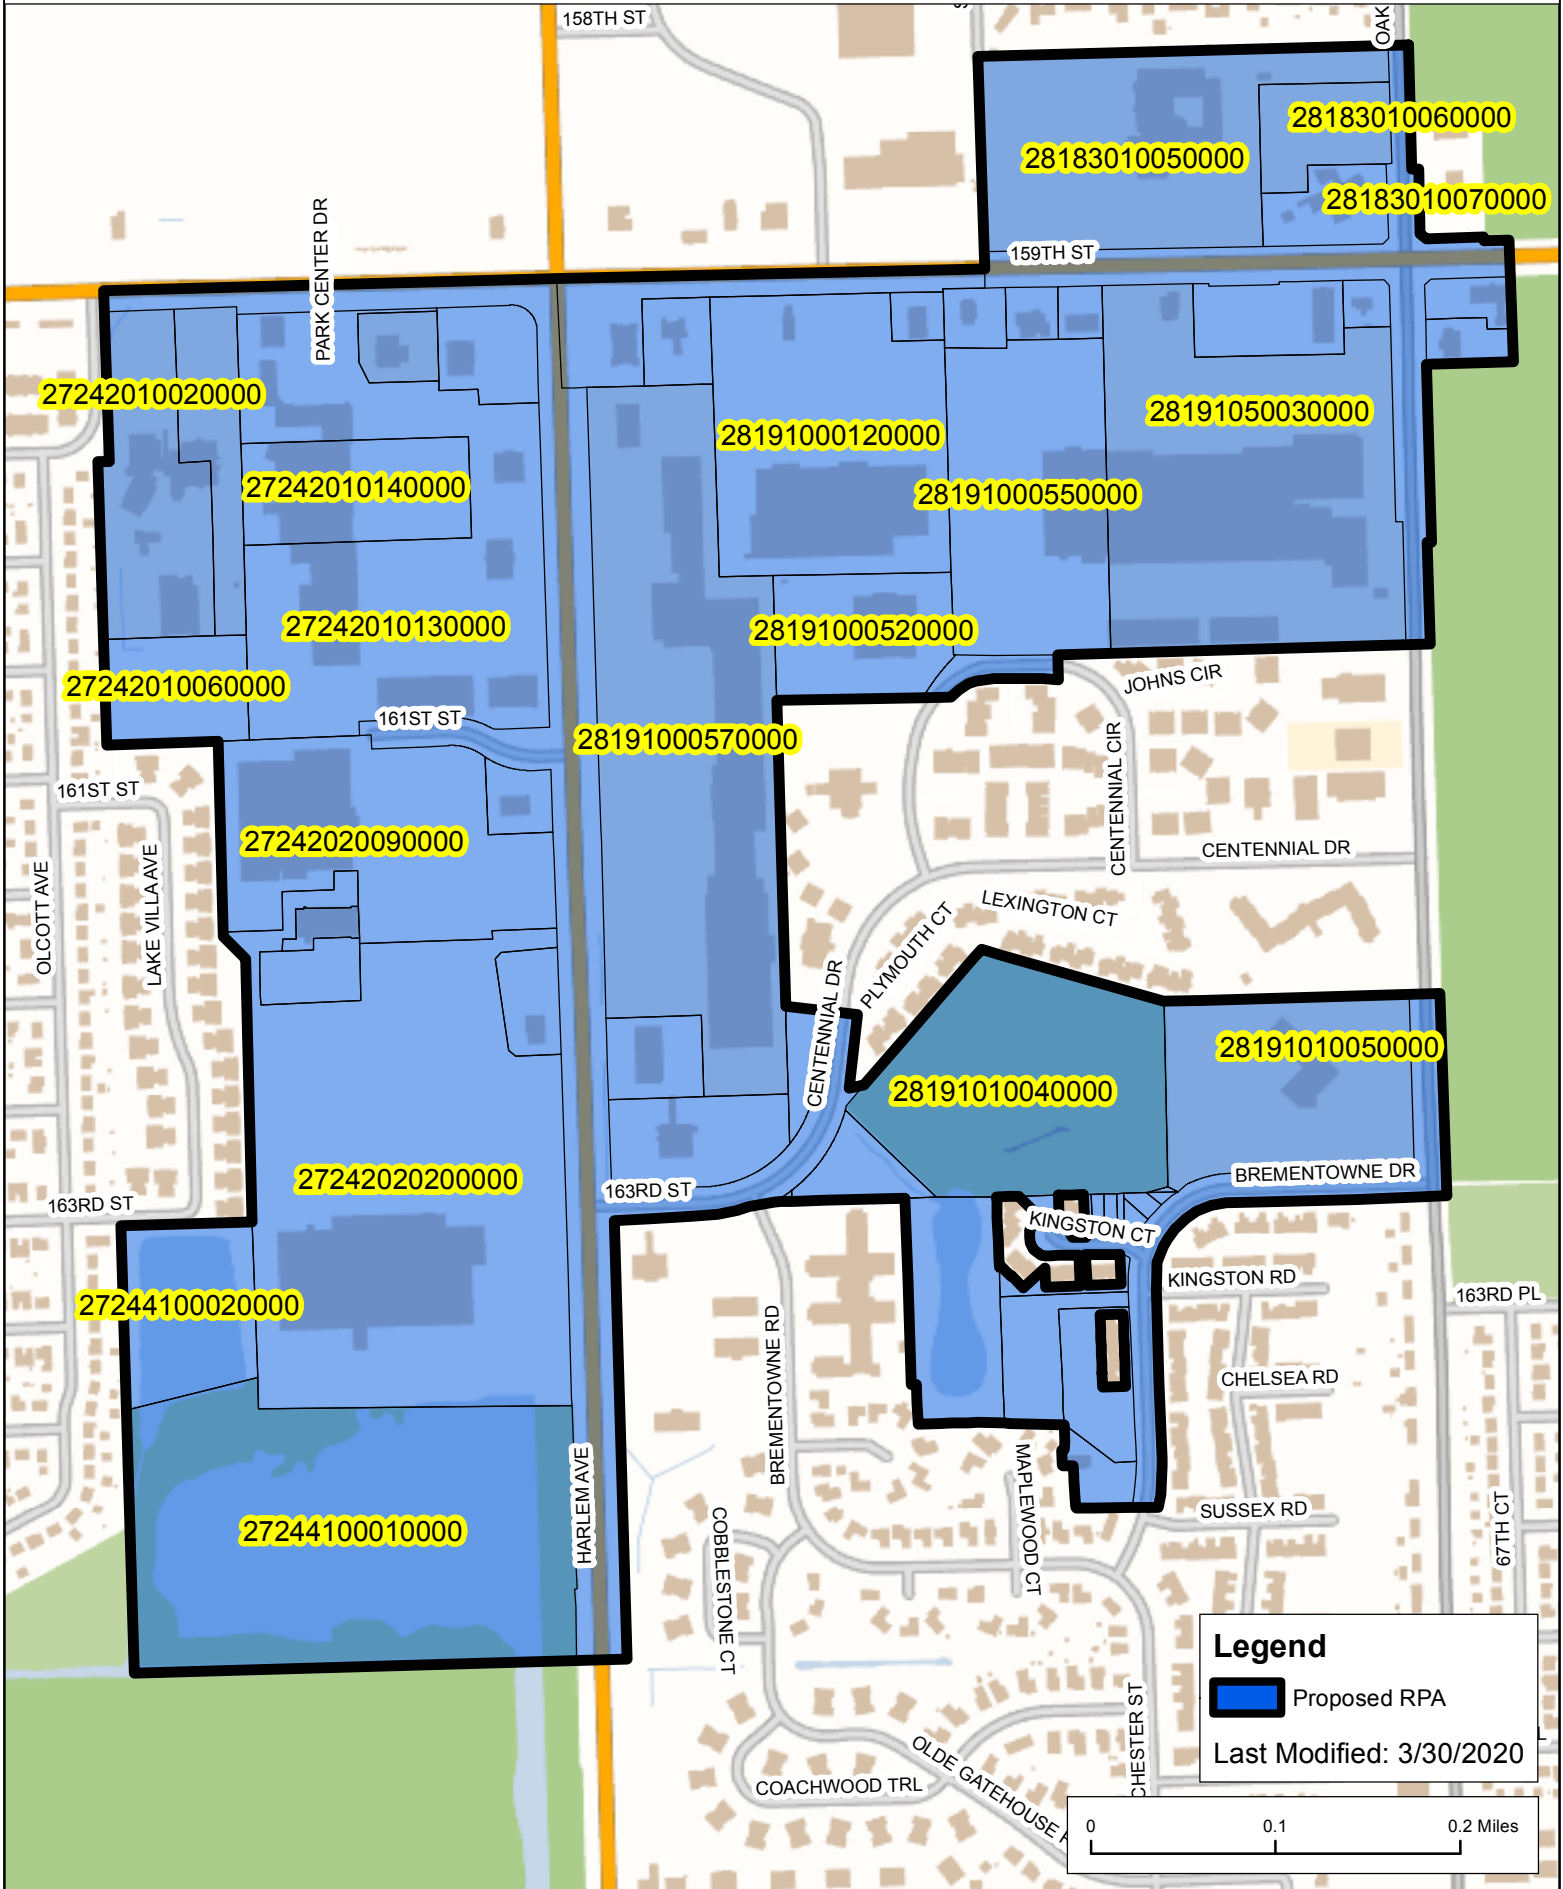 158TH ST
OAK
28183010060000
28183010050000
28183010070000
PARK CENTER DR
159TH ST
27242010020000
28191050030000
28191000120000
27242010140000
28191000550000
27242010130000
28191000520000
27242010060000
JOHNS CIR
161ST ST
28191000570000
CENTENNIAL CIR
161ST ST
27242020090000
CENTENNIAL DR
OLCOTT AVE
LAKE VILLA AVE
LEXINGTON CT
PLYMOUTH CT
CENTENNIAL DR
28191010050000
28191010040000
27242020200000
BREMENTOWNE DR
163RD ST
163RD ST
KINGSTON CT
KINGSTON RD
163RD PL
27244100020000
BREMENTOWNE RD
CHELSEA RD
HARLEM AVE
MAPLEWOOD CT
SUSSEX RD
67TH CT
27244100010000
COBBLESTONE CT
Legend
Proposed RPA
Last Modified: 3/30/2020
CHESTER ST
OLDE GATEHOUSE
COACHWOOD TRL
0 0.1 0.2 Miles